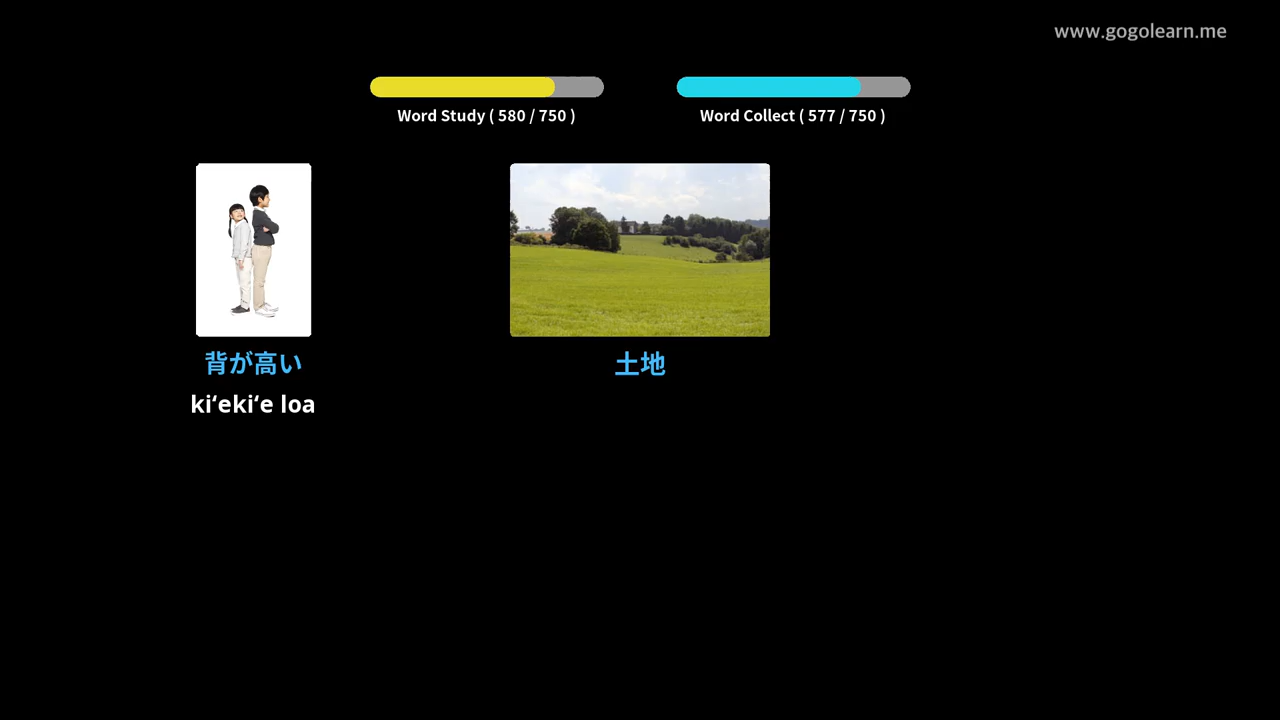 www.gogolearn.me
Word Study ( 580 / 750 )
Word Collect ( 577 / 750 )
背が高い
土地
kiʻekiʻe loa